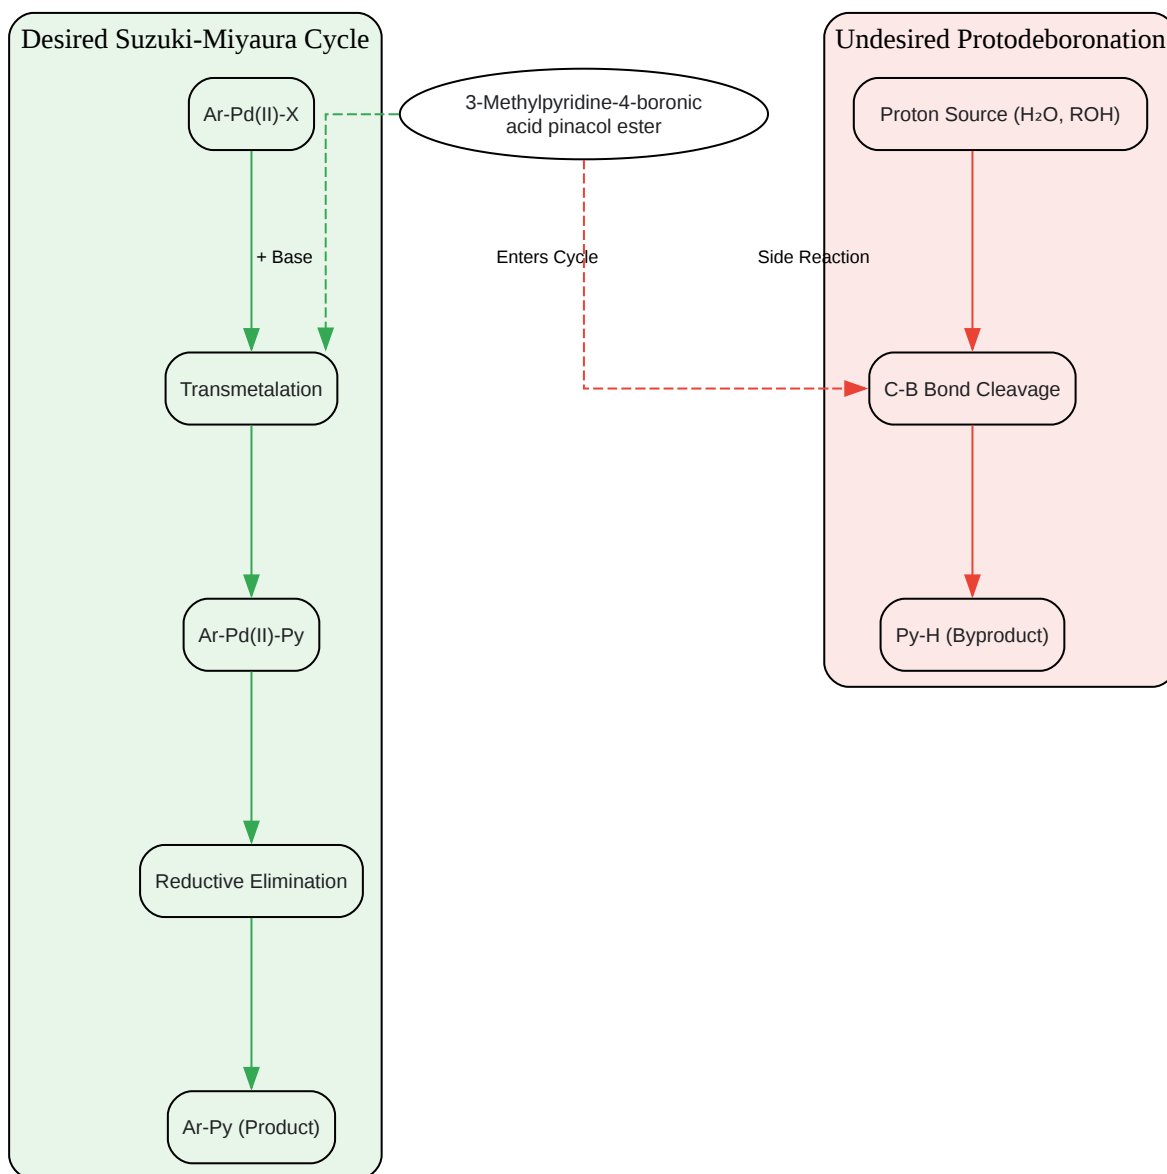 Desired Suzuki-Miyaura Cycle
Undesired Protodeboronation
Ar-Pd(II)-X
3-Methylpyridine-4-boronic
acid pinacol ester
Proton Source (H₂O, ROH)
+ Base
Enters Cycle
Side Reaction
Transmetalation
C-B Bond Cleavage
Ar-Pd(II)-Py
Py-H (Byproduct)
Reductive Elimination
Ar-Py (Product)